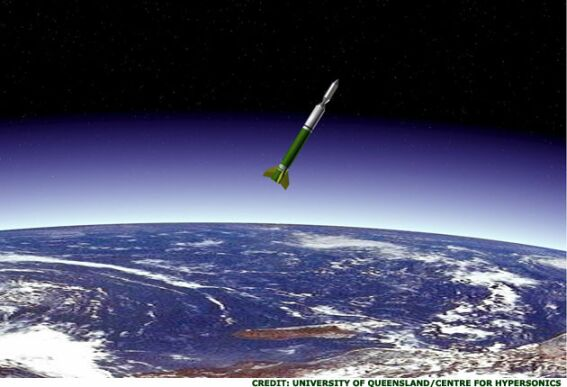 CREDIT: UNIVERSITY OF QUEENSLAND/CENTRE FOR HYPERSONICS